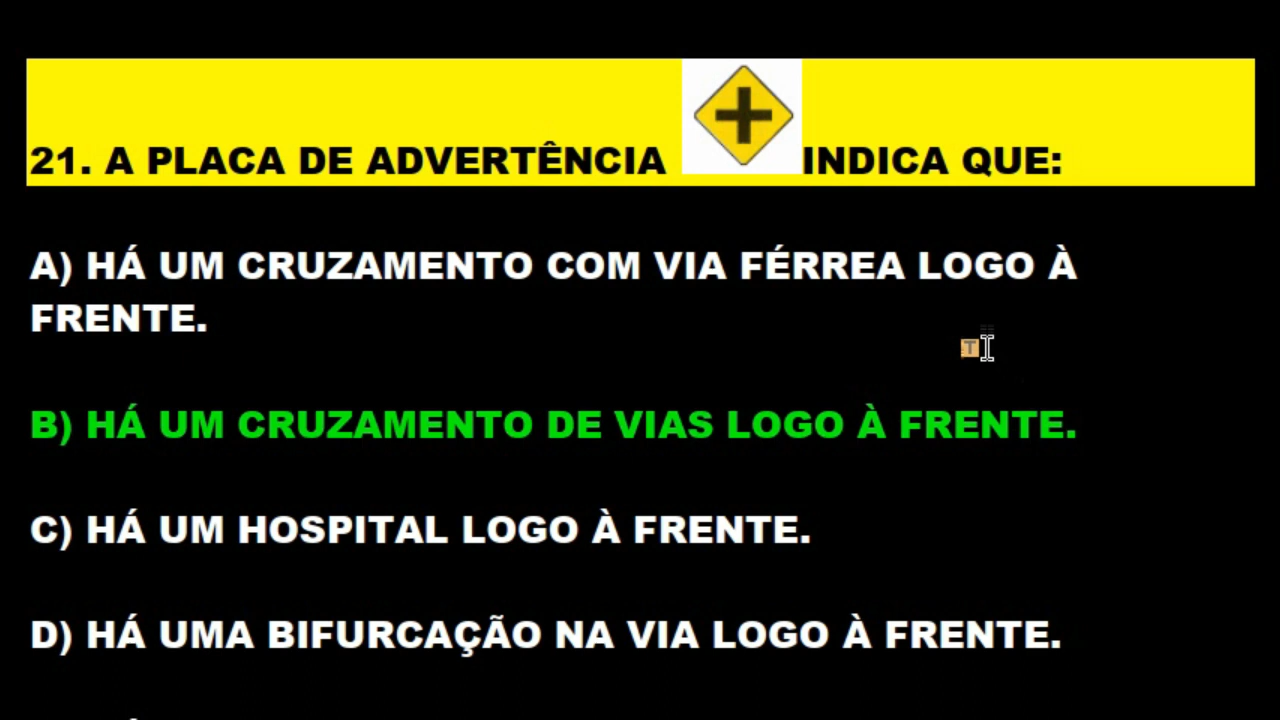 21. A PLACA DE ADVERTÊNCIA INDICA QUE:
A) HÁ UM CRUZAMENTO COM VIA FÉRREA LOGO À
FRENTE.
B) HÁ UM CRUZAMENTO DE VIAS LOGO À FRENTE.
C) HÁ UM HOSPITAL LOGO À FRENTE.
D) HÁ UMA BIFURCAÇÃO NA VIA LOGO À FRENTE.